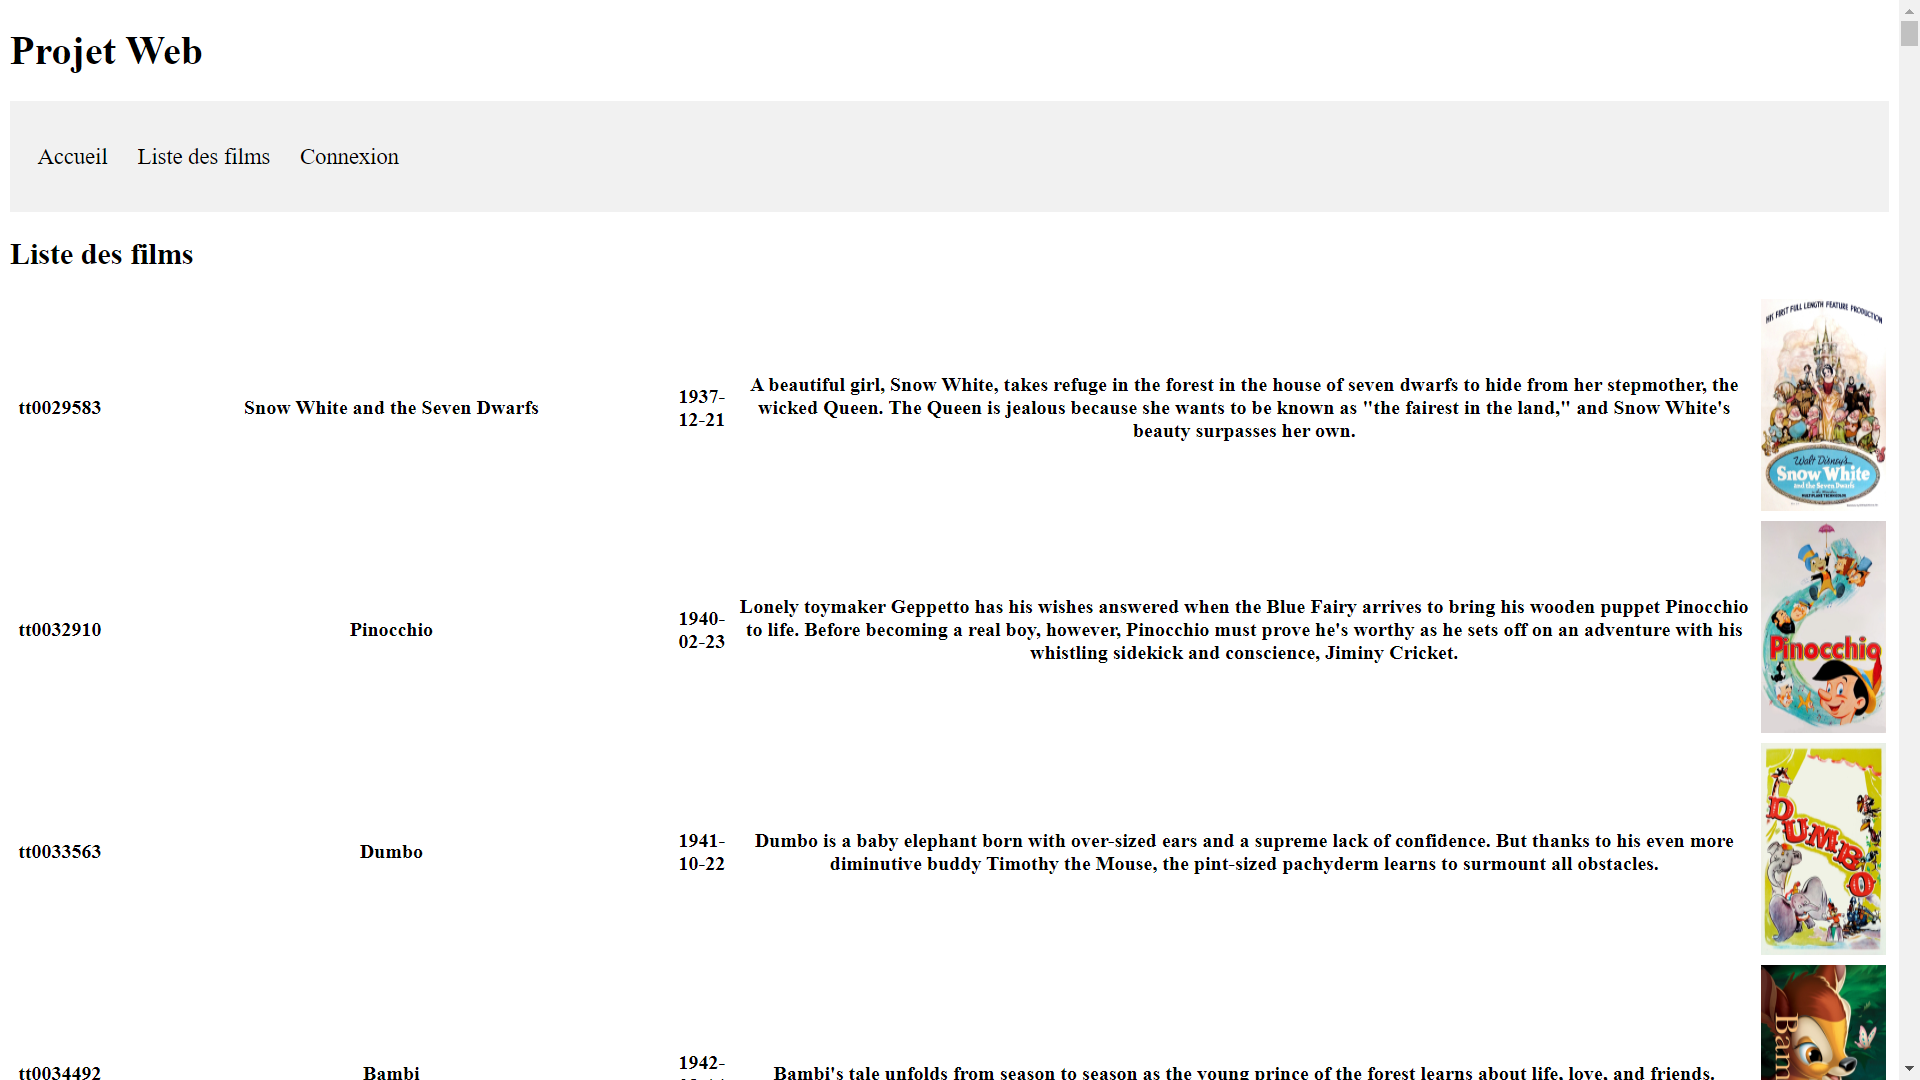 Projet Web
Accueil Liste des films Connexion
Liste des films
tt0029583
Snow White and the Seven Dwarfs
1937-
12-21
A beautiful girl, Snow White, takes refuge in the forest in the house of seven dwarfs to hide from her stepmother, the
wicked Queen. The Queen is jealous because she wants to be known as "the fairest in the land," and Snow White's
beauty surpasses her own.
HIS FIRST FULL LENGTH FEATURE PRODUCTION
Walt Disney's
Snow White
and the Seven Dwarfs
tt0032910
Pinocchio
1940-
02-23
Lonely toymaker Geppetto has his wishes answered when the Blue Fairy arrives to bring his wooden puppet Pinocchio
to life. Before becoming a real boy, however, Pinocchio must prove he's worthy as he sets off on an adventure with his
whistling sidekick and conscience, Jiminy Cricket.
Pinocchio
tt0033563
Dumbo
1941-
10-22
Dumbo is a baby elephant born with over-sized ears and a supreme lack of confidence. But thanks to his even more
diminutive buddy Timothy the Mouse, the pint-sized pachyderm learns to surmount all obstacles.
DUMBO
tt0034492
Bambi
1942-
Bambi's tale unfolds from season to season as the young prince of the forest learns about life, love, and friends.
Bam